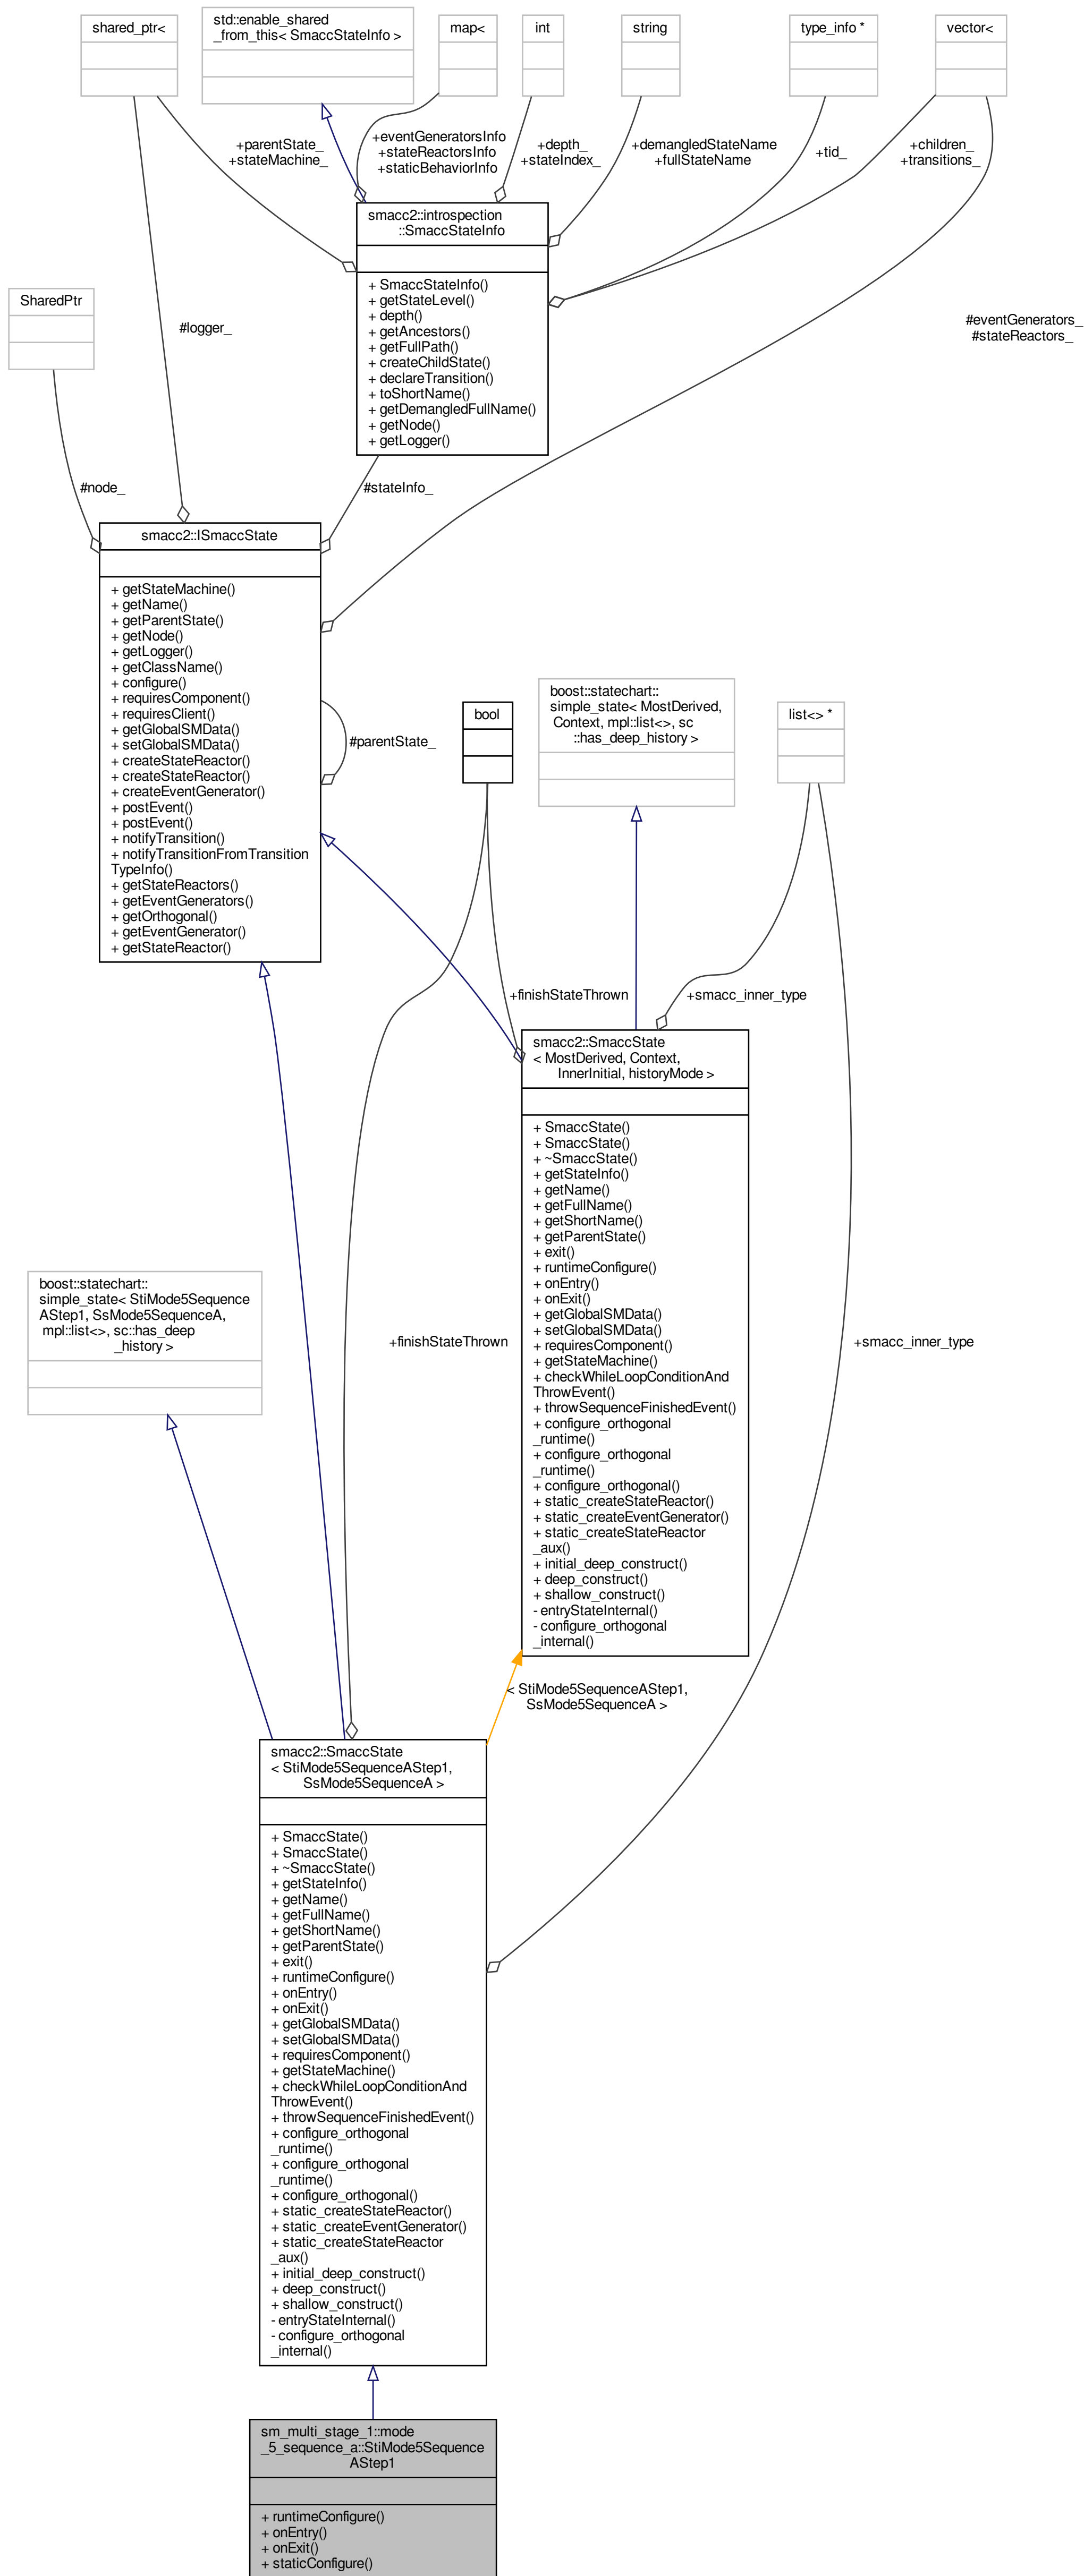 shared_ptr<
std::enable_shared
_from_this< SmaccStateInfo >
map<
int
string
type_info *
vector<
+parentState_
+stateMachine_
+eventGeneratorsInfo
+stateReactorsInfo
+staticBehaviorInfo
+depth_
+stateIndex_
+demangledStateName
+fullStateName
+tid_
+children_
+transitions_
smacc2::introspection
::SmaccStateInfo
+ SmaccStateInfo()
+ getStateLevel()
+ depth()
+ getAncestors()
+ getFullPath()
+ createChildState()
+ declareTransition()
+ toShortName()
+ getDemangledFullName()
+ getNode()
+ getLogger()
SharedPtr
#logger_
#eventGenerators_
#stateReactors_
#node_
#stateInfo_
smacc2::ISmaccState
+ getStateMachine()
+ getName()
+ getParentState()
+ getNode()
+ getLogger()
+ getClassName()
+ configure()
+ requiresComponent()
+ requiresClient()
+ getGlobalSMData()
+ setGlobalSMData()
+ createStateReactor()
+ createStateReactor()
+ createEventGenerator()
+ postEvent()
+ postEvent()
+ notifyTransition()
+ notifyTransitionFromTransition
TypeInfo()
+ getStateReactors()
+ getEventGenerators()
+ getOrthogonal()
+ getEventGenerator()
+ getStateReactor()
#parentState_
bool
boost::statechart::
simple_state< MostDerived,
Context, mpl::list<>, sc
::has_deep_history >
list<> *
+finishStateThrown
+smacc_inner_type
smacc2::SmaccState
< MostDerived, Context,
InnerInitial, historyMode >
+ SmaccState()
+ SmaccState()
+ ~SmaccState()
+ getStateInfo()
+ getName()
+ getFullName()
+ getShortName()
+ getParentState()
+ exit()
+ runtimeConfigure()
+ onEntry()
+ onExit()
+ getGlobalSMData()
+ setGlobalSMData()
+ requiresComponent()
+ getStateMachine()
+ checkWhileLoopConditionAnd
ThrowEvent()
+ throwSequenceFinishedEvent()
+ configure_orthogonal
_runtime()
+ configure_orthogonal
_runtime()
+ configure_orthogonal()
+ static_createStateReactor()
+ static_createEventGenerator()
+ static_createStateReactor
_aux()
+ initial_deep_construct()
+ deep_construct()
+ shallow_construct()
- entryStateInternal()
- configure_orthogonal
_internal()
boost::statechart::
simple_state< StiMode5Sequence
AStep1, SsMode5SequenceA,
mpl::list<>, sc::has_deep
_history >
+finishStateThrown
+smacc_inner_type
< StiMode5SequenceAStep1,
SsMode5SequenceA >
smacc2::SmaccState
< StiMode5SequenceAStep1,
SsMode5SequenceA >
+ SmaccState()
+ SmaccState()
+ ~SmaccState()
+ getStateInfo()
+ getName()
+ getFullName()
+ getShortName()
+ getParentState()
+ exit()
+ runtimeConfigure()
+ onEntry()
+ onExit()
+ getGlobalSMData()
+ setGlobalSMData()
+ requiresComponent()
+ getStateMachine()
+ checkWhileLoopConditionAnd
ThrowEvent()
+ throwSequenceFinishedEvent()
+ configure_orthogonal
_runtime()
+ configure_orthogonal
_runtime()
+ configure_orthogonal()
+ static_createStateReactor()
+ static_createEventGenerator()
+ static_createStateReactor
_aux()
+ initial_deep_construct()
+ deep_construct()
+ shallow_construct()
- entryStateInternal()
- configure_orthogonal
_internal()
sm_multi_stage_1::mode
_5_sequence_a::StiMode5Sequence
AStep1
+ runtimeConfigure()
+ onEntry()
+ onExit()
+ staticConfigure()